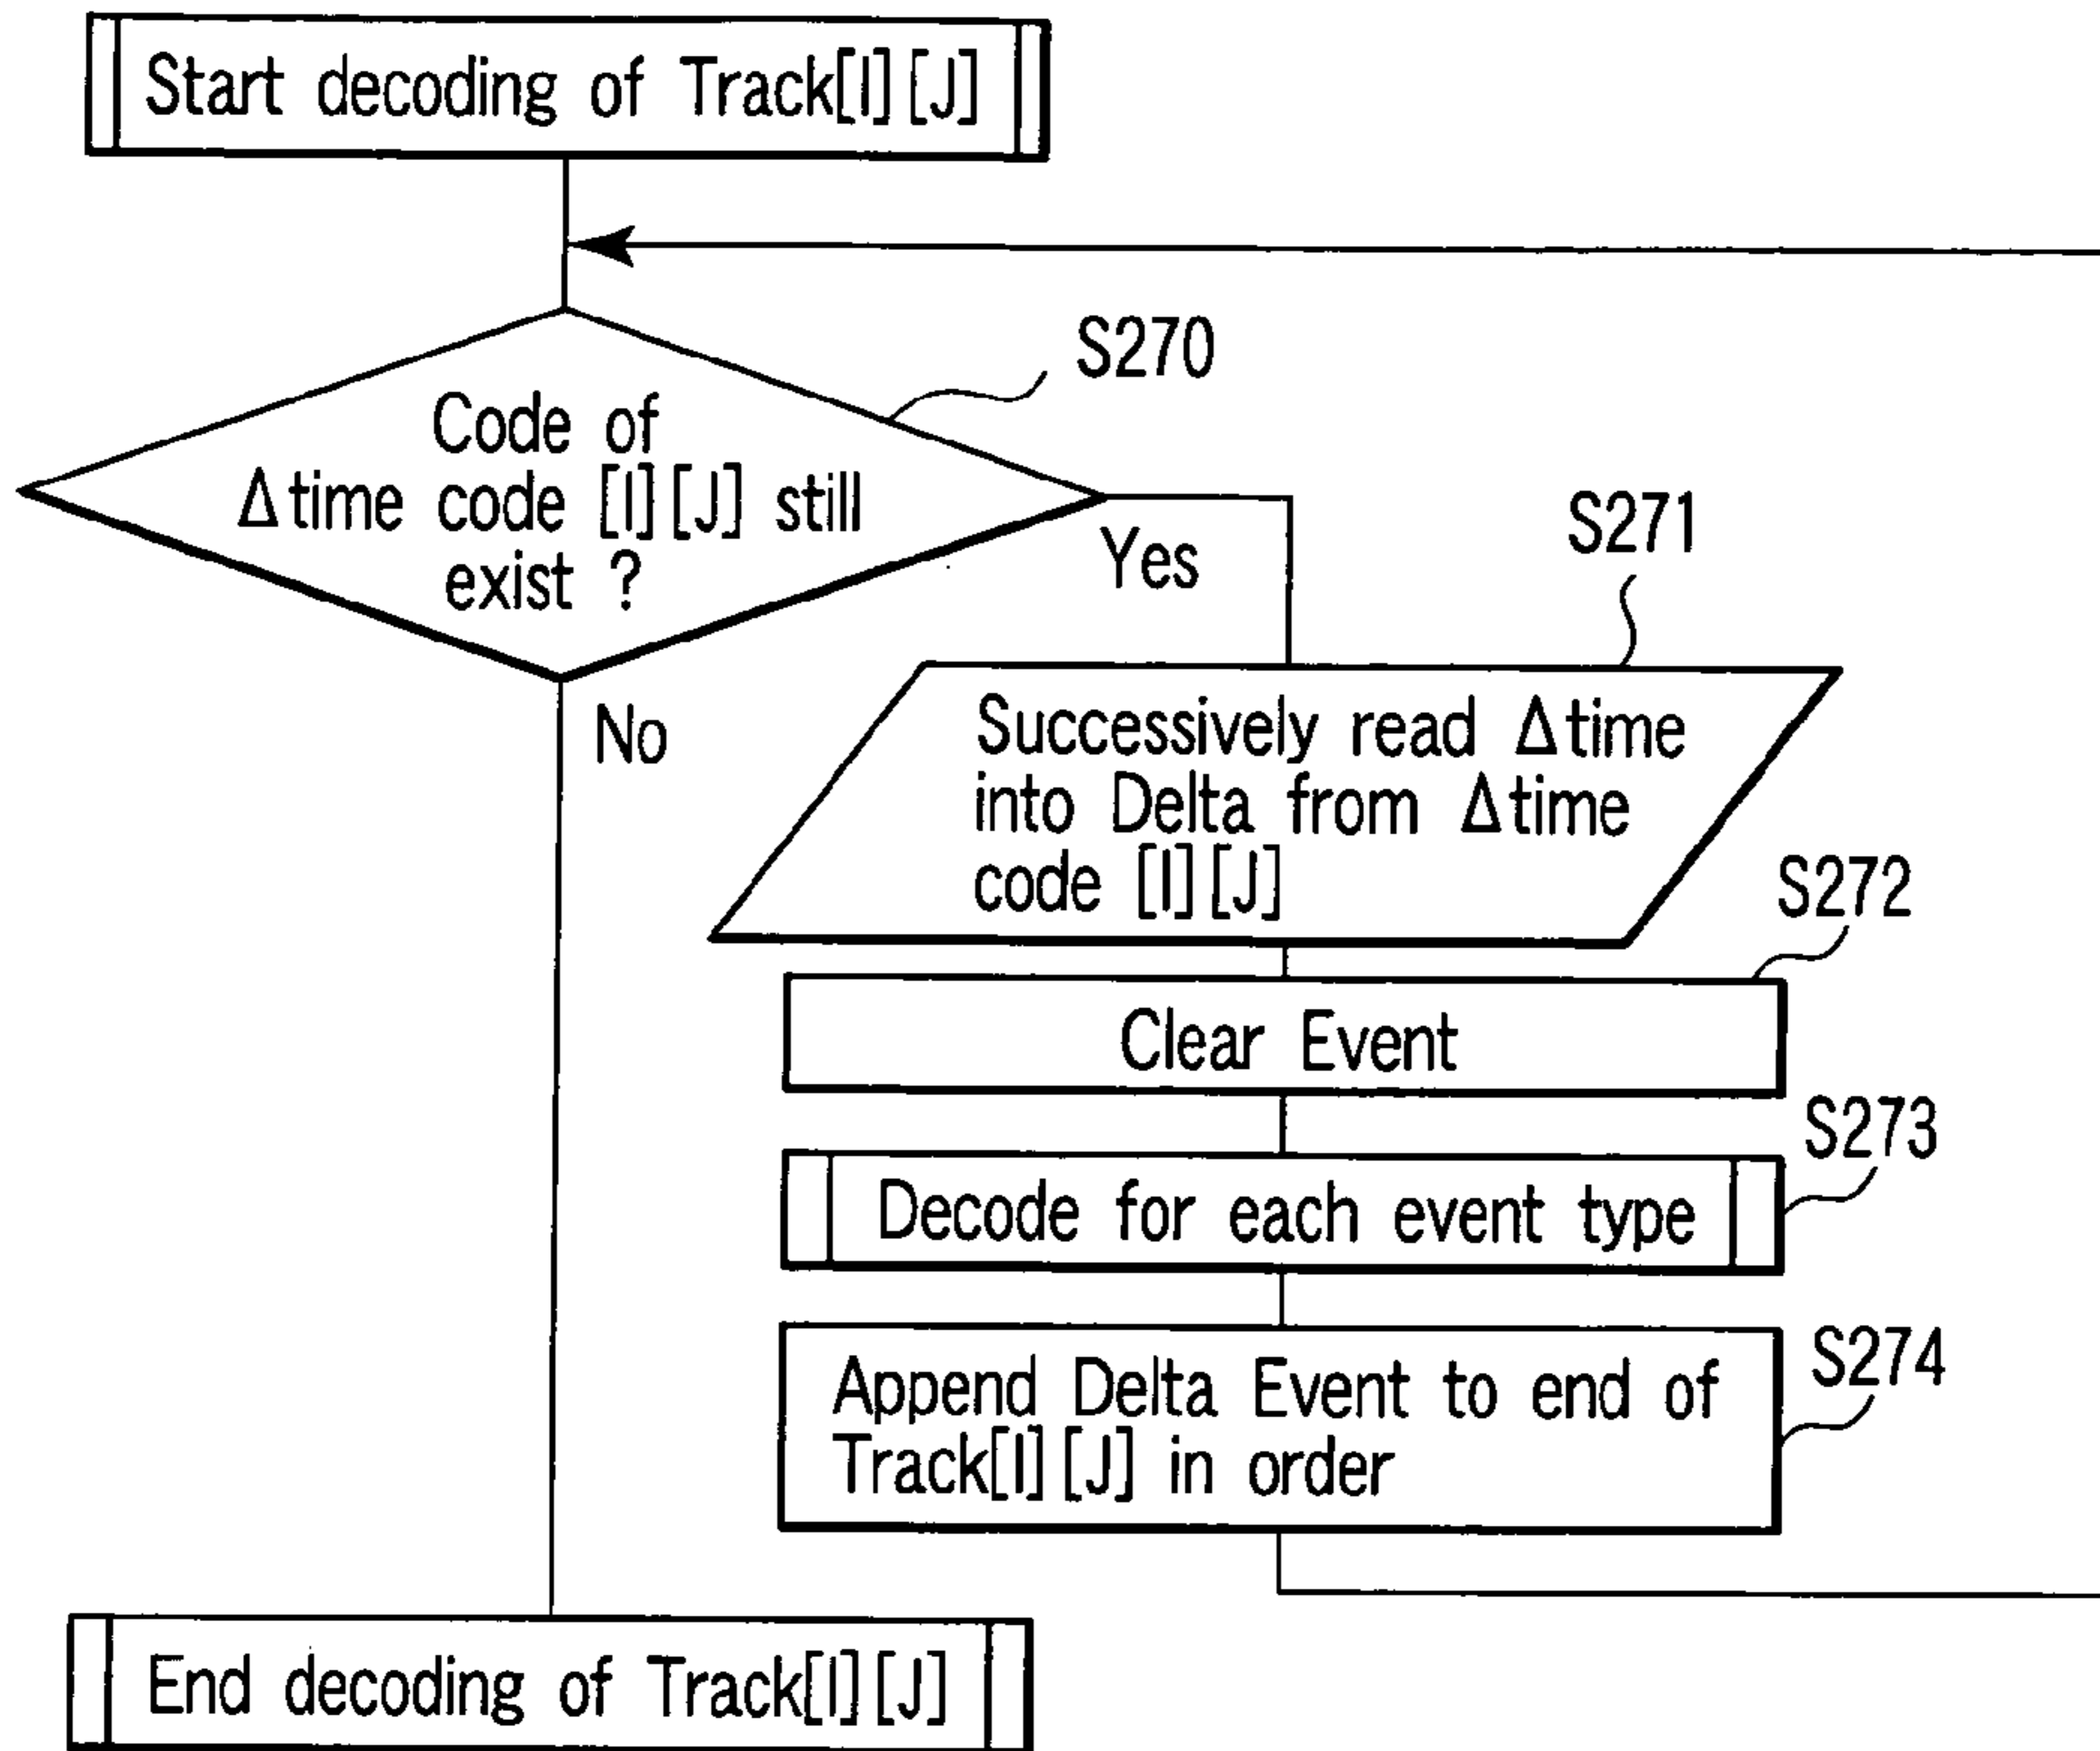 Start decoding of Track[I][J]
S270
Code of
Δtime code [I][J] still
exist ?
Yes
No
S271
Successively read Δtime
into Delta from Δtime
code [I][J]
S272
Clear Event
S273
Decode for each event type
S274
Append Delta Event to end of
Track[I][J] in order
End decoding of Track[I][J]